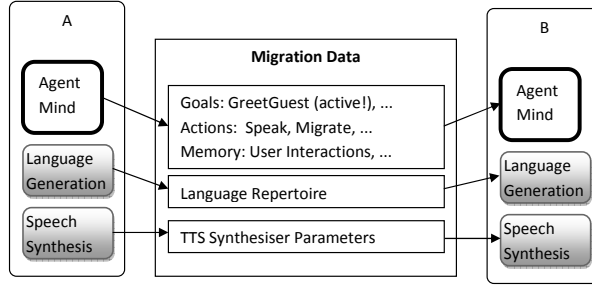 A
Agent
Mind
Language
Generation
Speech
Synthesis
Migration Data
Goals: GreetGuest (active!), ...
Actions: Speak, Migrate, ...
Memory: User Interactions, ...
Language Repertoire
TTS Synthesiser Parameters
B
Agent
Mind
Language
Generation
Speech
Synthesis